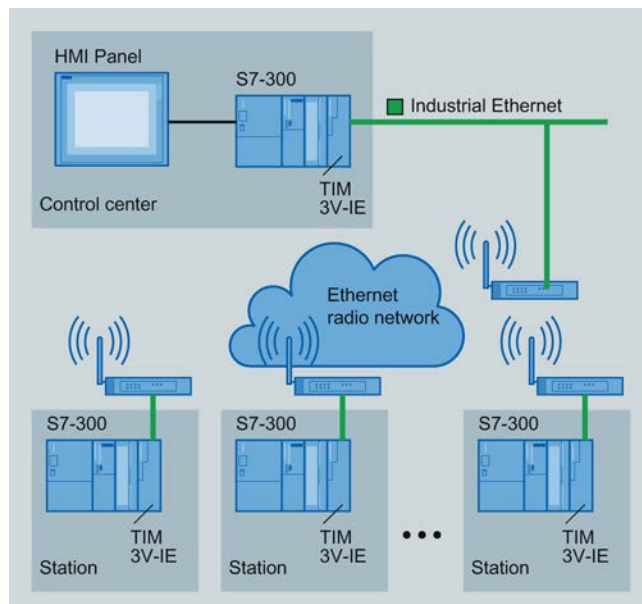 HMI Panel
S7-300
Industrial Ethernet
TIM
3V-IE
Control center
Ethernet
radio network
S7-300
S7-300
S7-300
TIM
3V-IE
TIM
3V-IE
TIM
3V-IE
Station
Station
Station